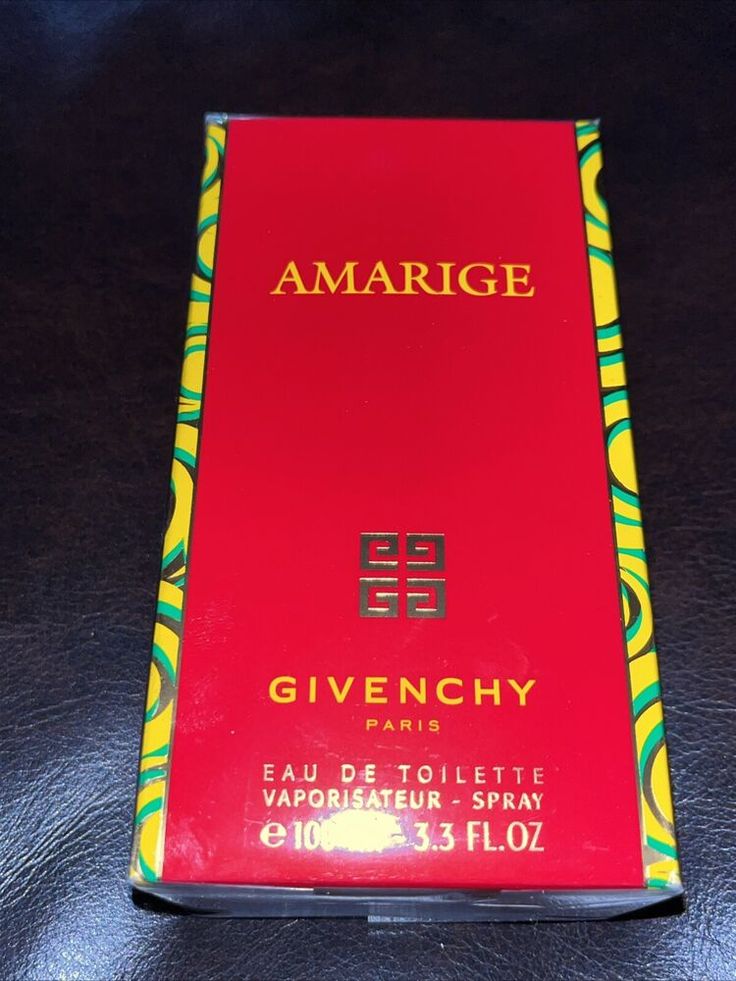 AMARIGE
GIVENCHY
PARIS
EAU DE TOILETTE
VAPORISATEUR - SPRAY
e - 3.3 FL.OZ